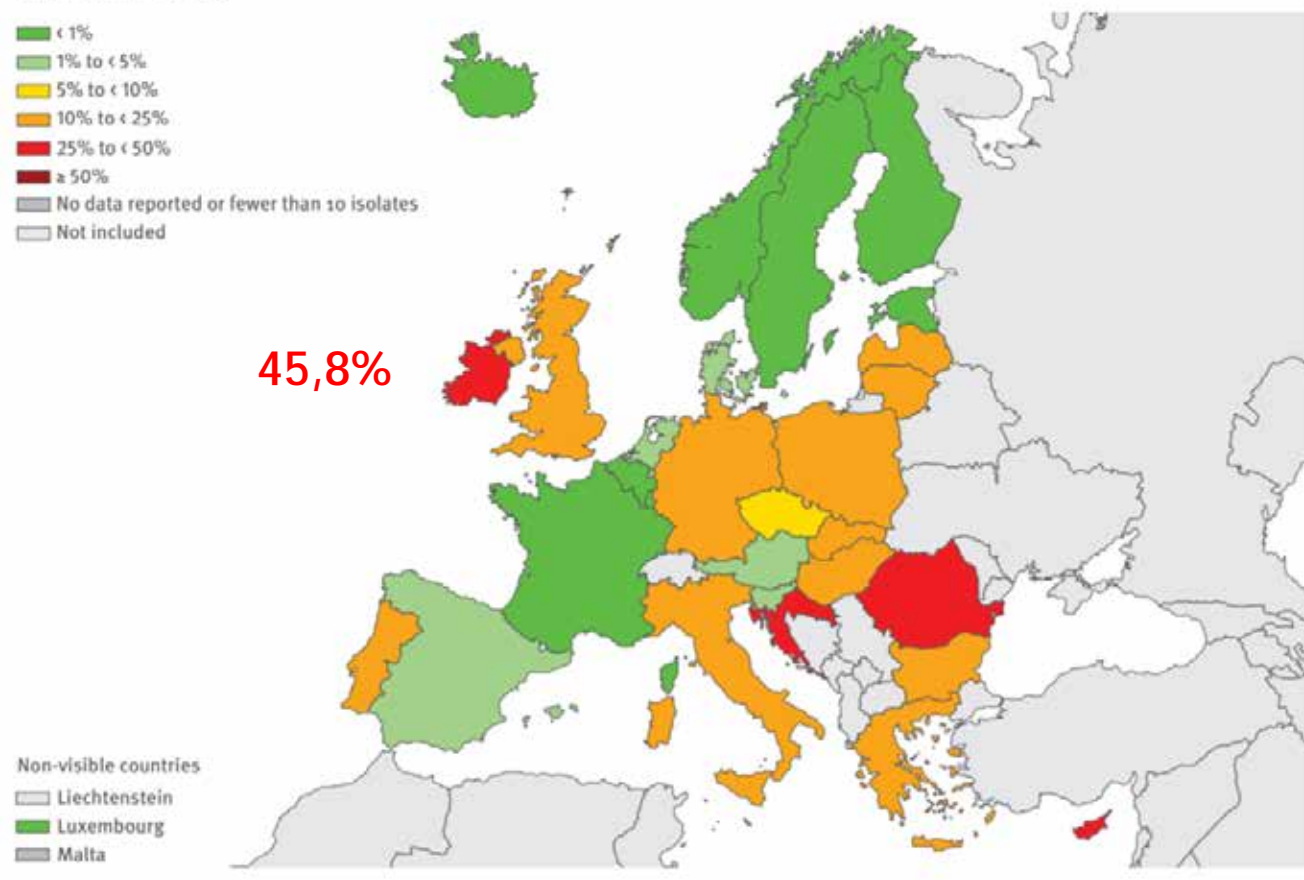 < 1%
1% to < 5%
5% to < 10%
10% to < 25%
25% to < 50%
≥ 50%
No data reported or fewer than 10 isolates
Not included
45,8%
Non-visible countries
Liechtenstein
Luxembourg
Malta